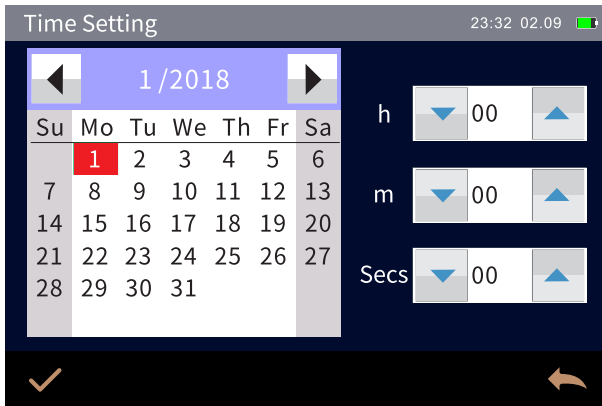 Time Setting 23:32 02.09
1/2018
Su Mo Tu We Th Fr Sa
1 2 3 4 5 6
7 8 9 10 11 12 13
14 15 16 17 18 19 20
21 22 23 24 25 26 27
28 29 30 31
h 00
m 00
Secs 00